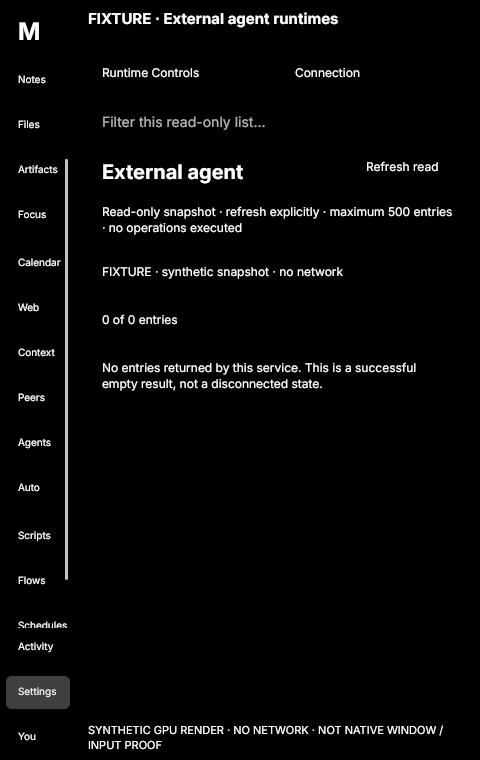 M
FIXTURE · External agent runtimes
Notes
Files
Artifacts
Focus
Calendar
Web
Context
Peers
Agents
Auto
Scripts
Flows
Schedules
Activity
Settings
You
Runtime Controls
Connection
Filter this read-only list...
External agent
Refresh read
Read-only snapshot · refresh explicitly · maximum 500 entries
· no operations executed
FIXTURE · synthetic snapshot · no network
0 of 0 entries
No entries returned by this service. This is a successful
empty result, not a disconnected state.
SYNTHETIC GPU RENDER · NO NETWORK · NOT NATIVE WINDOW /
INPUT PROOF